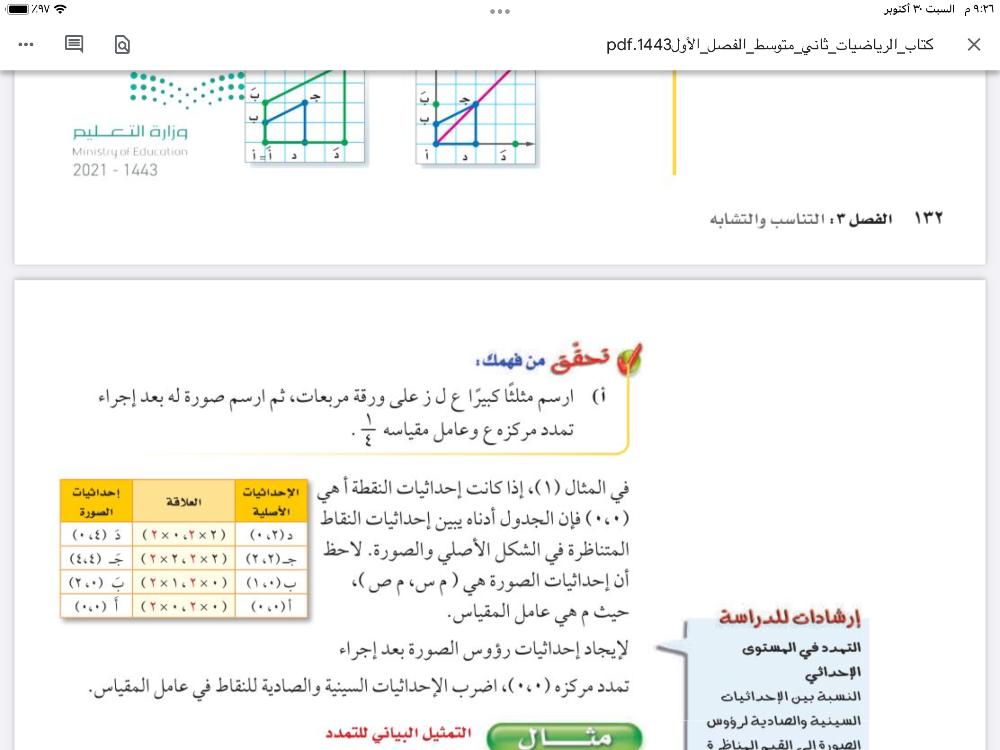 ٩:٢٦ م السبت ٣٠ أكتوبر
٪٩٧
كتاب_الرياضيات_ثاني_متوسط_الفصل_الأول1443.pdf
بَ
جـ
ب
أ
د
دَ
بَ
جـ
ب
أ = أَ
د
دَ
وزارة التعليم
Ministry of Education
2021 - 1443
١٣٢ الفصل ٣: التناسب والتشابه
تحقَّق من فهمك:
أ) ارسم مثلثًا كبيرًا ع ل ز على ورقة مربعات، ثم ارسم صورة له بعد إجراء
تمدد مركزه ع وعامل مقياسه ١/٤ .
في المثال (١)، إذا كانت إحداثيات النقطة أ هي
(٠،٠) فإن الجدول أدناه يبين إحداثيات النقاط
المتناظرة في الشكل الأصلي والصورة. لاحظ
أن إحداثيات الصورة هي ( م س، م ص )،
حيث م هي عامل المقياس.
لإيجاد إحداثيات رؤوس الصورة بعد إجراء
تمدد مركزه (٠،٠)، اضرب الإحداثيات السينية والصادية للنقاط في عامل المقياس.
الإحداثيات الأصلية العلاقة إحداثيات الصورة
د (٢، ٠) (٢ × ٢، ٠ × ٢) دَ (٤، ٠)
جـ (٢، ٢) (٢ × ٢، ٢ × ٢) جـَ (٤،٤)
ب (٠، ١) (٠ × ٢، ١ × ٢) بَ (٠، ٢)
أ (٠، ٠) (٠ × ٢، ٠ × ٢) أَ (٠،٠)
إرشادات للدراسة
التمدد في المستوى
الإحداثي
النسبة بين الإحداثيات
السينية والصادية لرؤوس
الصورة إلى القيم المناظرة
مثـــال التمثيل البياني للتمدد